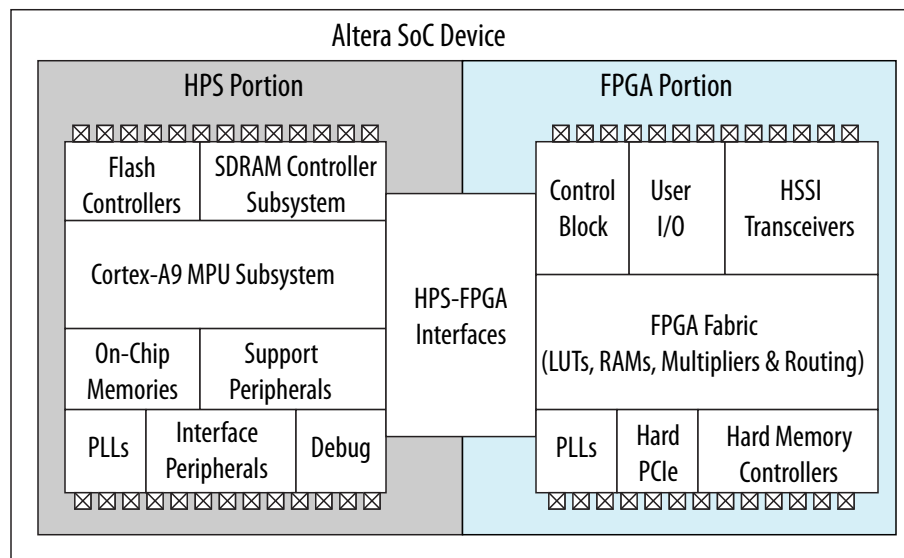 Altera SoC Device
HPS Portion
FPGA Portion
Flash
Controllers
SDRAM Controller
Subsystem
Cortex-A9 MPU Subsystem
On-Chip
Memories
Support
Peripherals
PLLs
Interface
Peripherals
Debug
HPS-FPGA
Interfaces
Control
Block
User
I/O
HSSI
Transceivers
FPGA Fabric
(LUTs, RAMs, Multipliers & Routing)
PLLs
Hard
PCIe
Hard Memory
Controllers